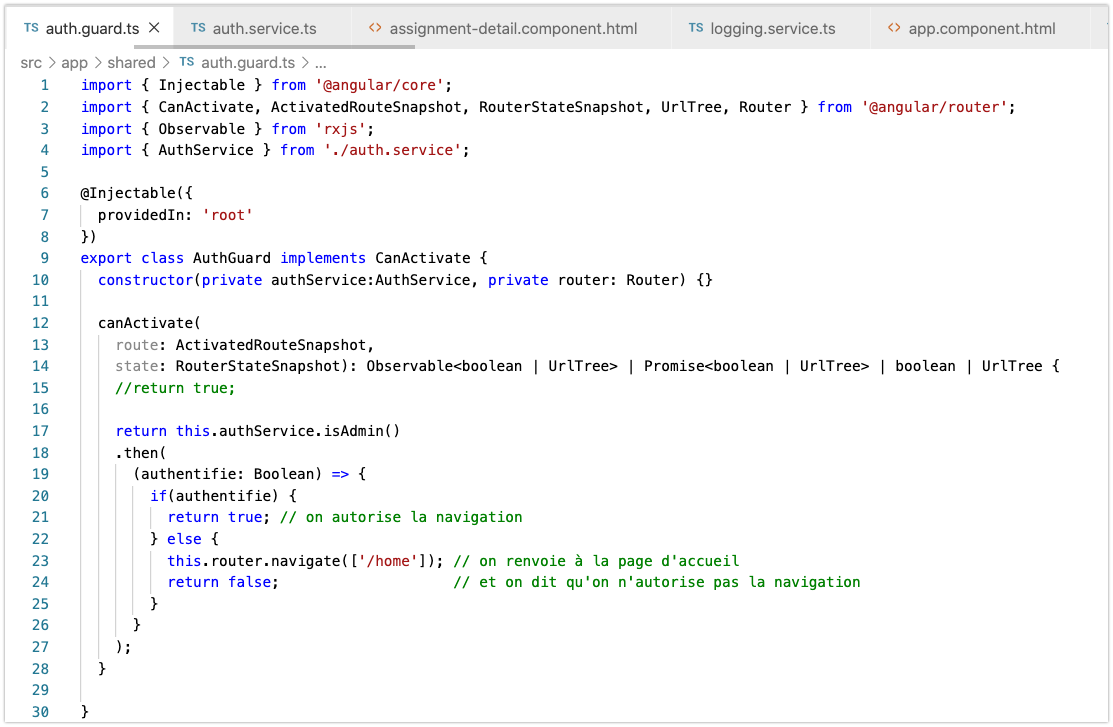 TS auth.guard.ts × TS auth.service.ts <> assignment-detail.component.html TS logging.service.ts <> app.component.html
src > app > shared > TS auth.guard.ts > ...
1 import { Injectable } from '@angular/core';
2 import { CanActivate, ActivatedRouteSnapshot, RouterStateSnapshot, UrlTree, Router } from '@angular/router';
3 import { Observable } from 'rxjs';
4 import { AuthService } from './auth.service';
5
6 @Injectable({
7   providedIn: 'root'
8 })
9 export class AuthGuard implements CanActivate {
10   constructor(private authService:AuthService, private router: Router) {}
11
12   canActivate(
13     route: ActivatedRouteSnapshot,
14     state: RouterStateSnapshot): Observable<boolean | UrlTree> | Promise<boolean | UrlTree> | boolean | UrlTree {
15     //return true;
16
17     return this.authService.isAdmin()
18     .then(
19       (authentifie: Boolean) => {
20         if(authentifie) {
21           return true; // on autorise la navigation
22         } else {
23           this.router.navigate(['/home']); // on renvoie à la page d'accueil
24           return false;                    // et on dit qu'on n'autorise pas la navigation
25         }
26       }
27     );
28   }
29
30 }